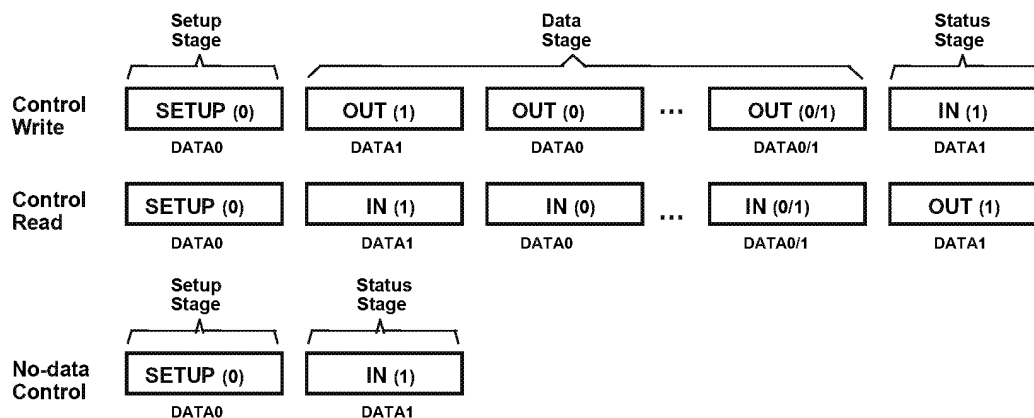 Setup Stage
Data Stage
Status Stage
Control Write
SETUP (0)
OUT (1)
OUT (0)
...
OUT (0/1)
IN (1)
DATA0
DATA1
DATA0
DATA0/1
DATA1
Control Read
SETUP (0)
IN (1)
IN (0)
...
IN (0/1)
OUT (1)
DATA0
DATA1
DATA0
DATA0/1
DATA1
Setup Stage
Status Stage
No-data Control
SETUP (0)
IN (1)
DATA0
DATA1